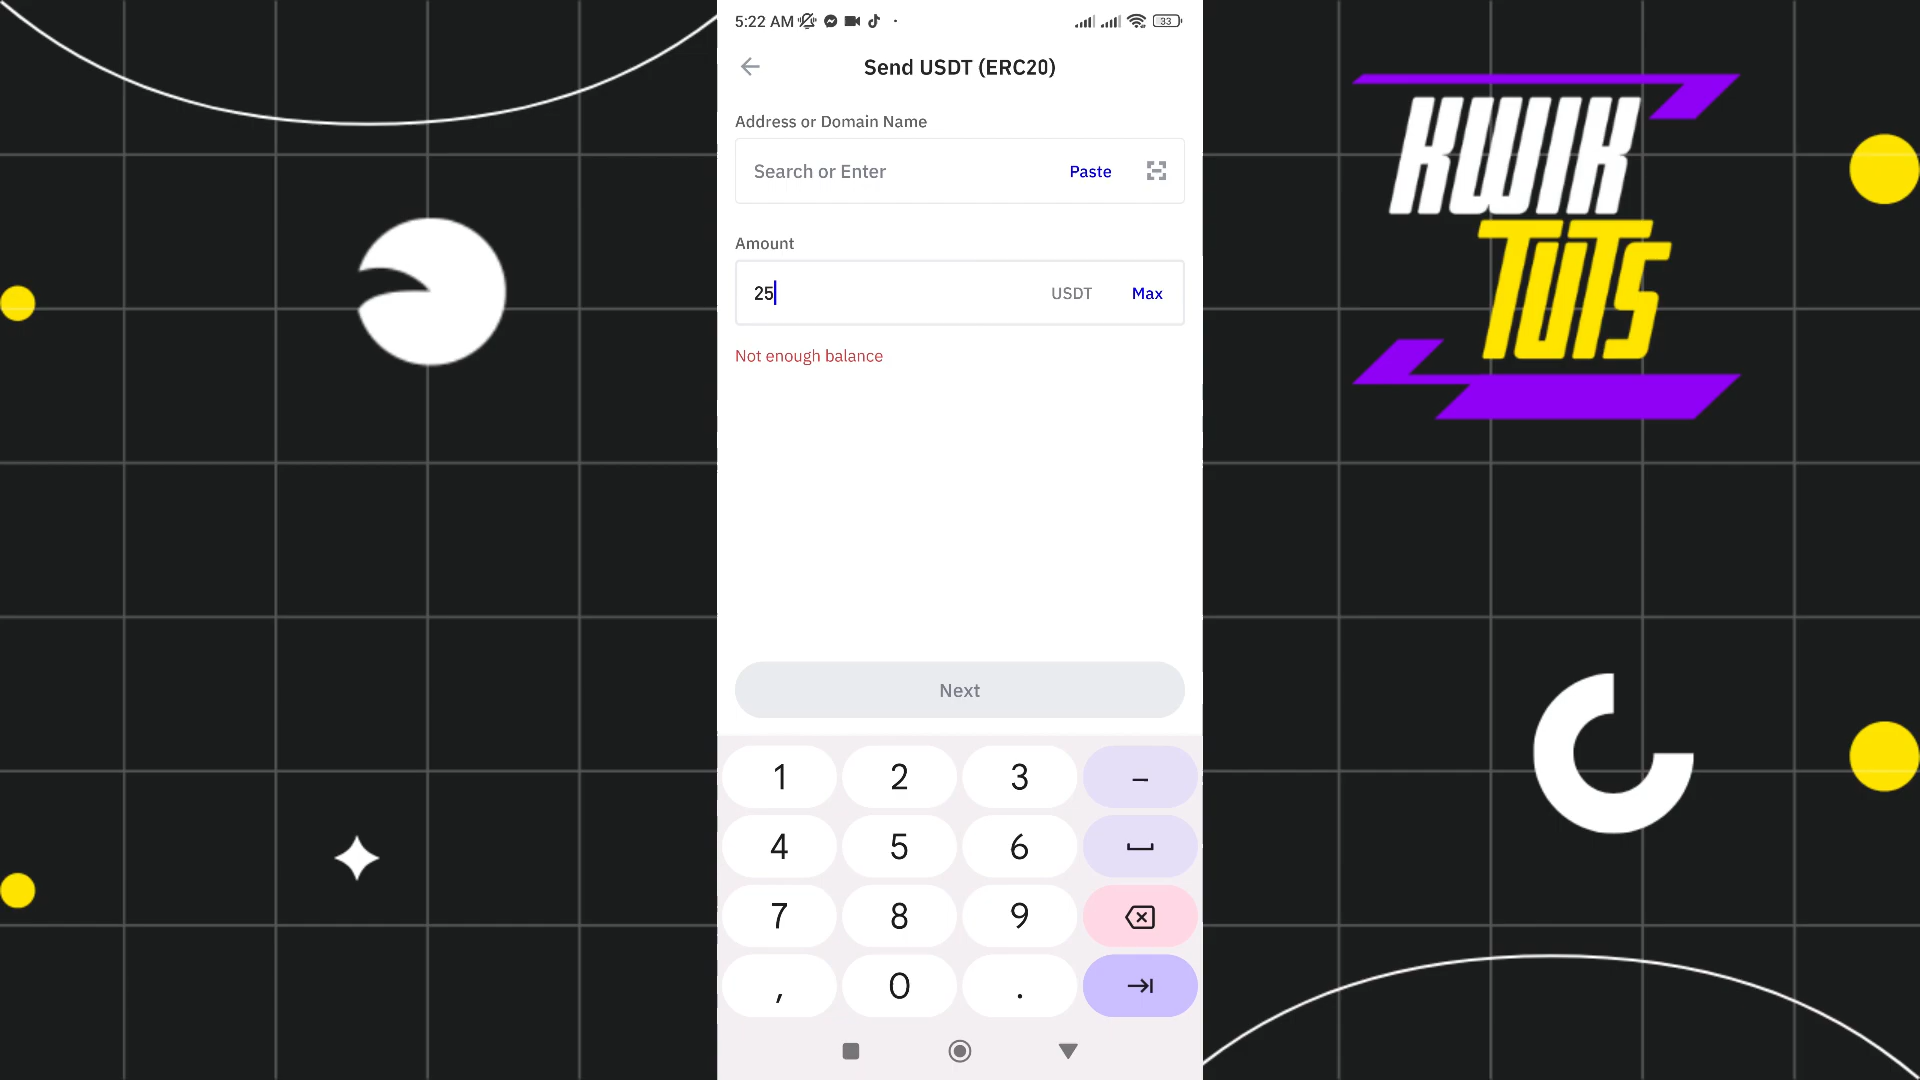 5:22 AM
33
Send USDT (ERC20)
Address or Domain Name
Search or Enter
Paste
Amount
25
USDT
Max
Not enough balance
Next
1 2 3 –
4 5 6
7 8 9
, 0 .
KWIK
TUTS